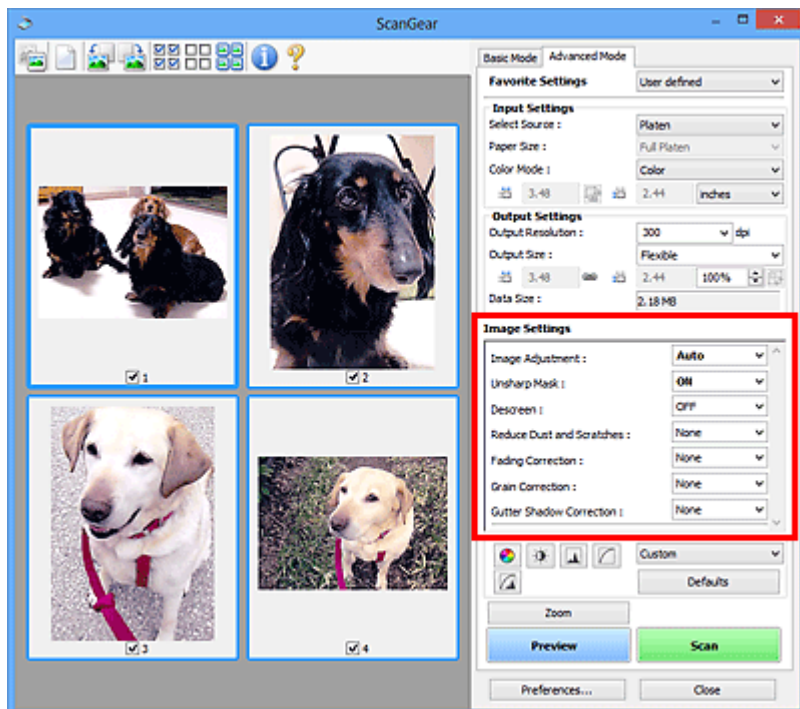 ScanGear
Basic Mode Advanced Mode
Favorite Settings User defined
Input Settings
Select Source : Platen
Paper Size : Full Platen
Color Mode : Color
3.48 2.44 inches
Output Settings
Output Resolution : 300 dpi
Output Size : Flexible
3.48 2.44 100%
Data Size : 2.18 MB
Image Settings
Image Adjustment : Auto
Unsharp Mask : ON
Descreen : OFF
Reduce Dust and Scratches : None
Fading Correction : None
Grain Correction : None
Gutter Shadow Correction : None
Custom
Defaults
Zoom
Preview Scan
Preferences... Close
1
2
3
4